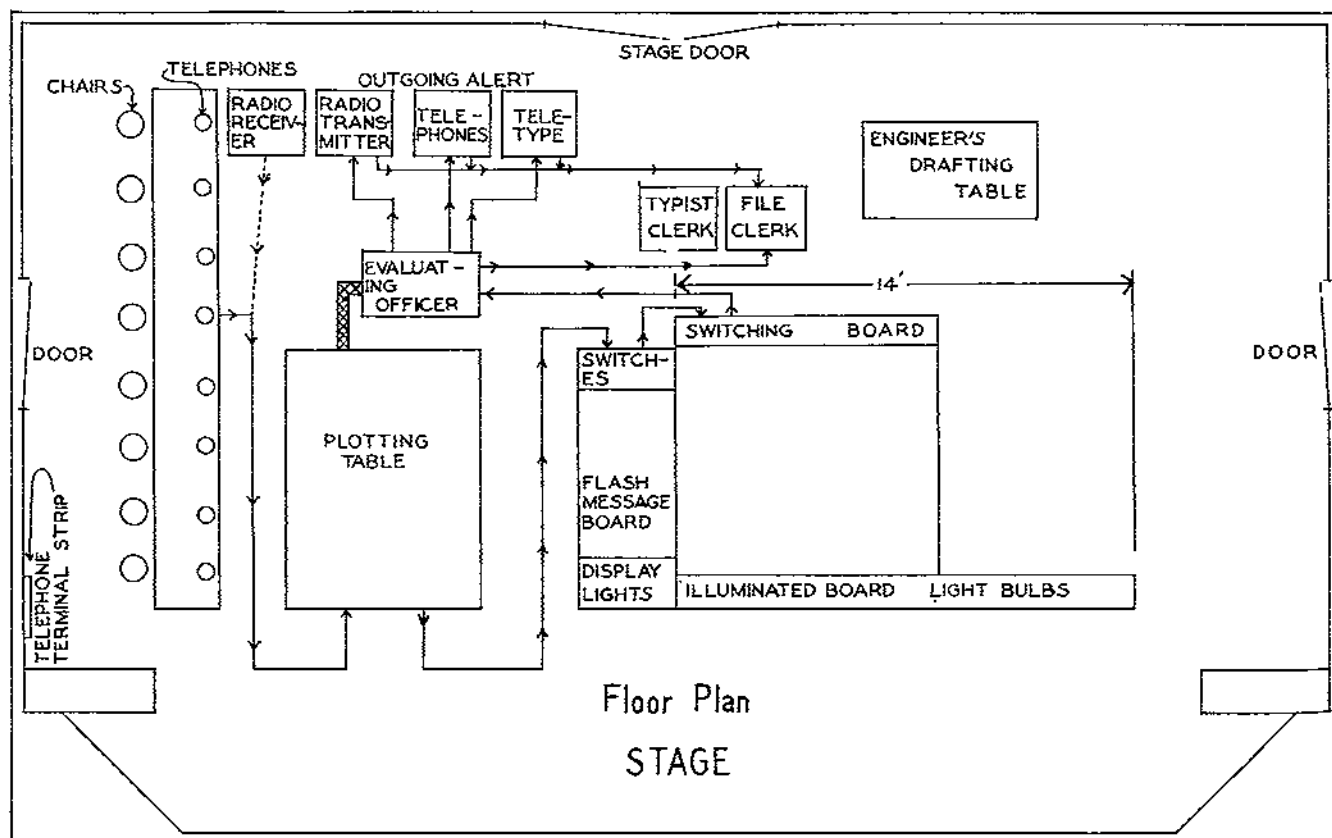 STAGE DOOR
TELEPHONES
CHAIRS
OUTGOING ALERT
RADIO
RECEIV-
ER
RADIO
TRANS-
MITTER
TELE-
PHONES
TELE-
TYPE
ENGINEER'S
DRAFTING
TABLE
TYPIST
CLERK
FILE
CLERK
EVALUAT-
ING
OFFICER
14'
SWITCHING BOARD
DOOR
DOOR
SWITCH-
ES
PLOTTING
TABLE
FLASH
MESSAGE
BOARD
TELEPHONE
TERMINAL STRIP
DISPLAY
LIGHTS
ILLUMINATED BOARD LIGHT BULBS
Floor Plan
STAGE